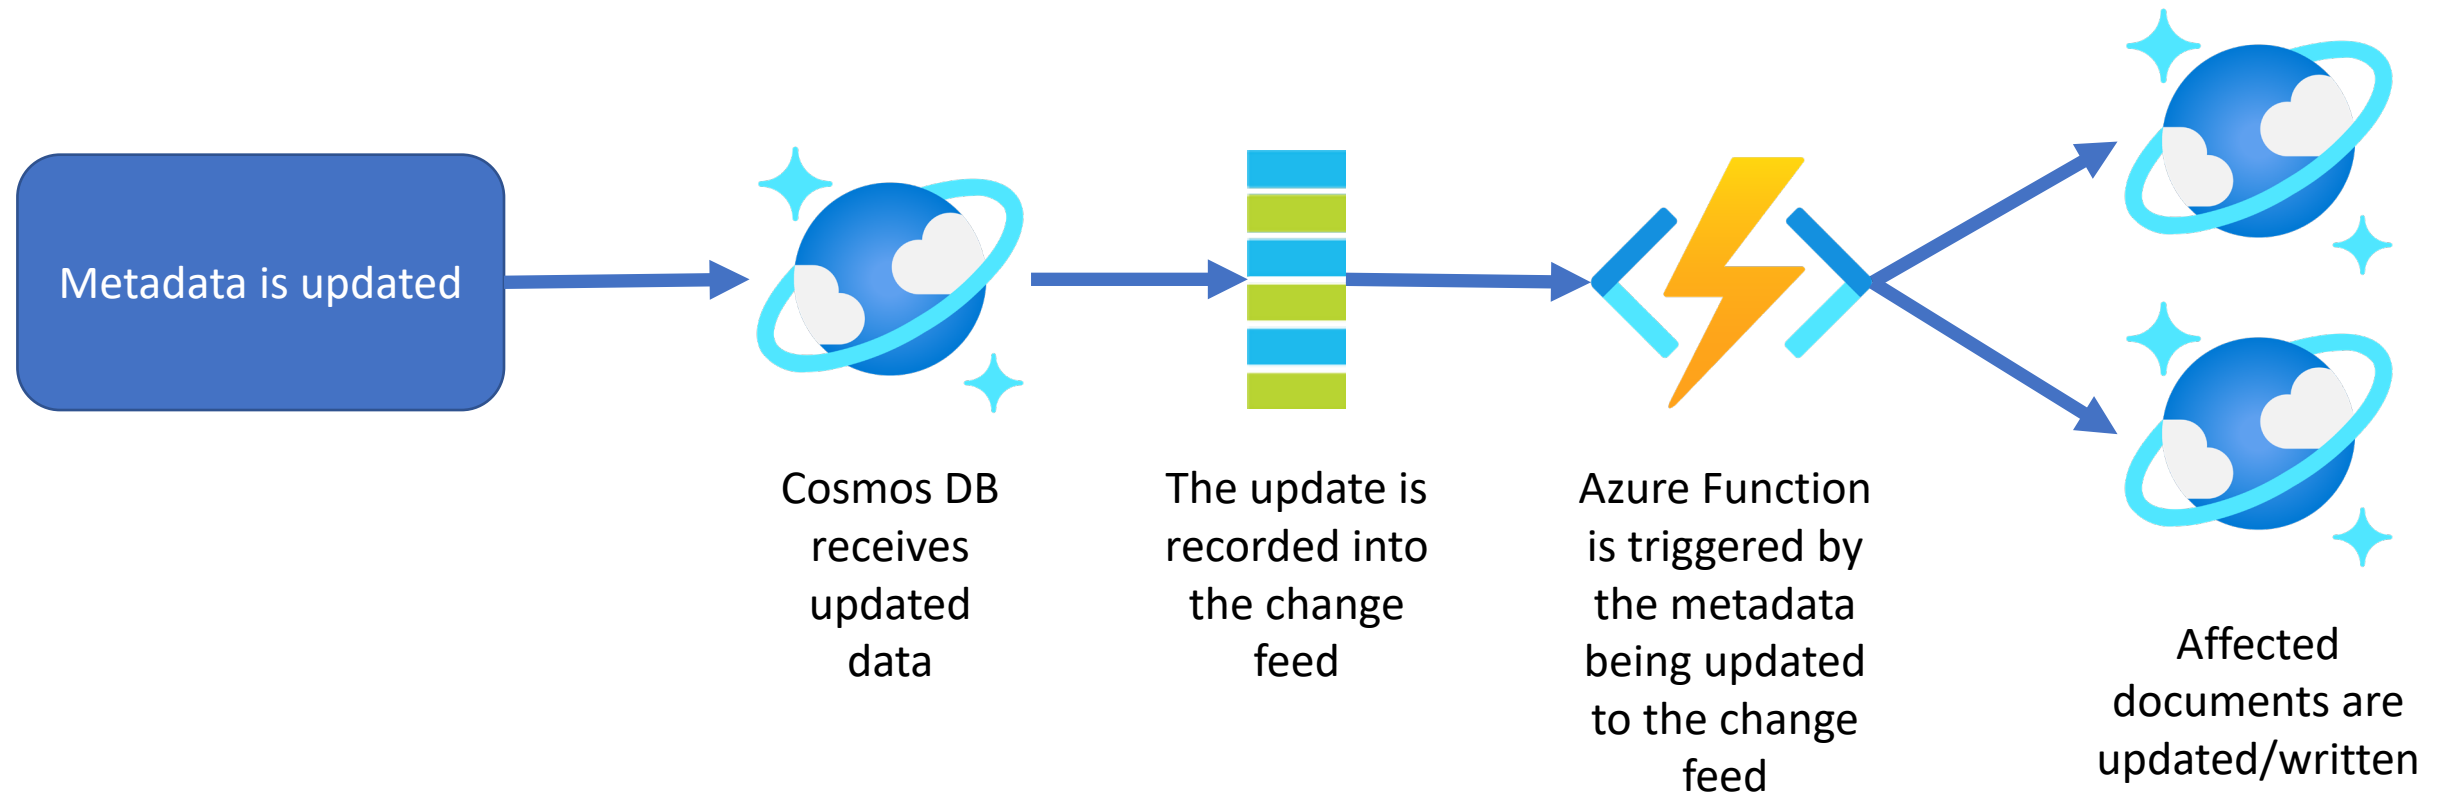 Metadata is updated
Cosmos DB
receives
updated
data
The update is
recorded into
the change
feed
Azure Function
is triggered by
the metadata
being updated
to the change
feed
Affected
documents are
updated/written